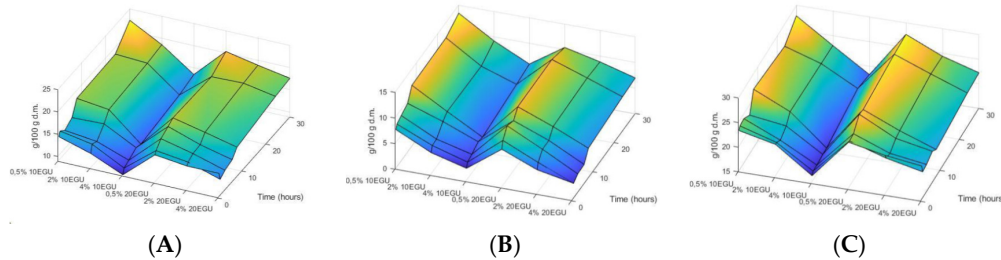 25
20
15
10
g/100 g d.m.
0,5% 10EGU
2% 10EGU
4% 10EGU
0,5% 20EGU
2% 20EGU
4% 20EGU
0
10
20
30
Time (hours)
(A)
15
10
5
0
g/100 g d.m.
0,5% 10EGU
2% 10EGU
4% 10EGU
0,5% 20EGU
2% 20EGU
4% 20EGU
0
10
20
30
Time (hours)
(B)
30
25
20
15
g/100 g d.m.
0,5% 10EGU
2% 10EGU
4% 10EGU
0,5% 20EGU
2% 20EGU
4% 20EGU
0
10
20
30
Time (hours)
(C)